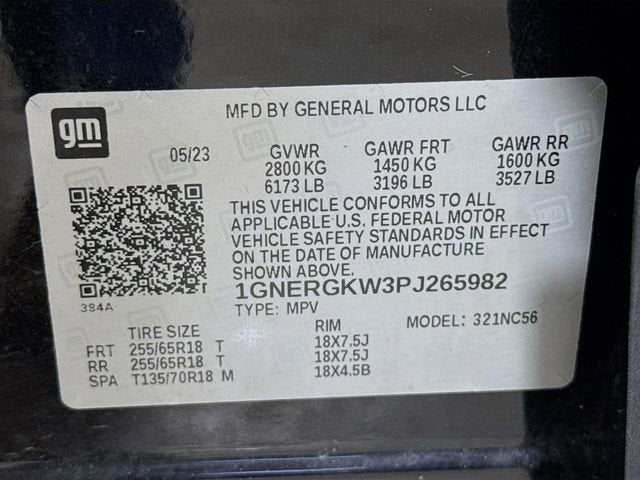 gm
MFD BY GENERAL MOTORS LLC
05/23 GVWR GAWR FRT GAWR RR
2800 KG 1450 KG 1600 KG
6173 LB 3196 LB 3527 LB
THIS VEHICLE CONFORMS TO ALL
APPLICABLE U.S. FEDERAL MOTOR
VEHICLE SAFETY STANDARDS IN EFFECT
ON THE DATE OF MANUFACTURE
SHOWN ABOVE.
384A
1GNERGKW3PJ265982
TYPE: MPV MODEL: 321NC56
TIRE SIZE RIM
FRT 255/65R18 T 18X7.5J
RR 255/65R18 T 18X7.5J
SPA T135/70R18 M 18X4.5B